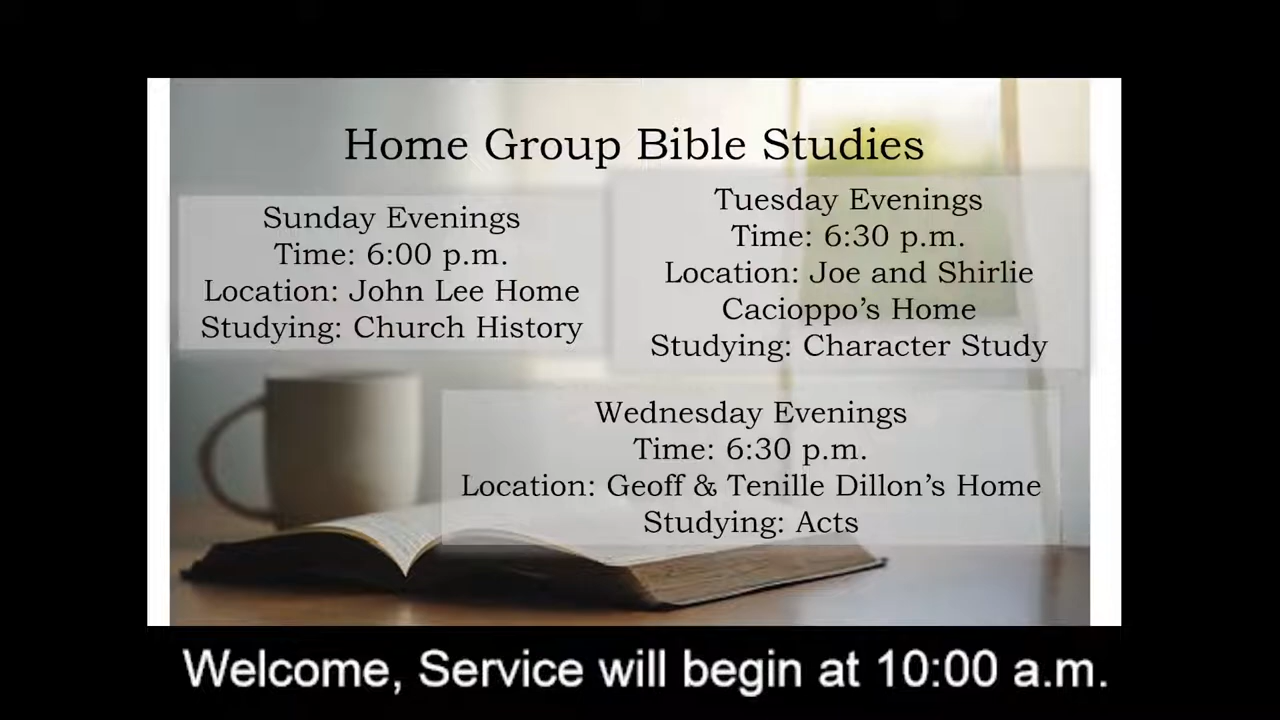 Home Group Bible Studies
Sunday Evenings
Time: 6:00 p.m.
Location: John Lee Home
Studying: Church History
Tuesday Evenings
Time: 6:30 p.m.
Location: Joe and Shirlie
Cacioppo’s Home
Studying: Character Study
Wednesday Evenings
Time: 6:30 p.m.
Location: Geoff & Tenille Dillon’s Home
Studying: Acts
Welcome, Service will begin at 10:00 a.m.